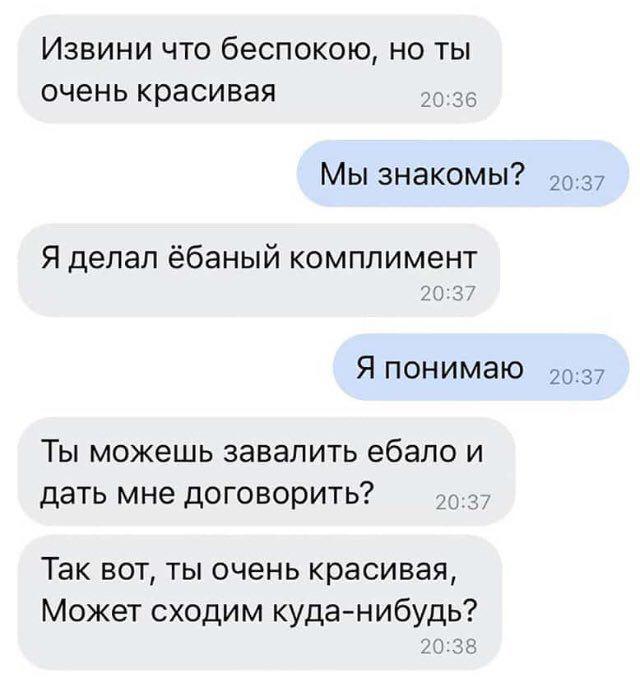 Извини что беспокою, но ты
очень красивая
20:36
Мы знакомы?
20:37
Я делал ёбаный комплимент
20:37
Я понимаю
20:37
Ты можешь завалить ебало и
дать мне договорить?
20:37
Так вот, ты очень красивая,
Может сходим куда-нибудь?
20:38